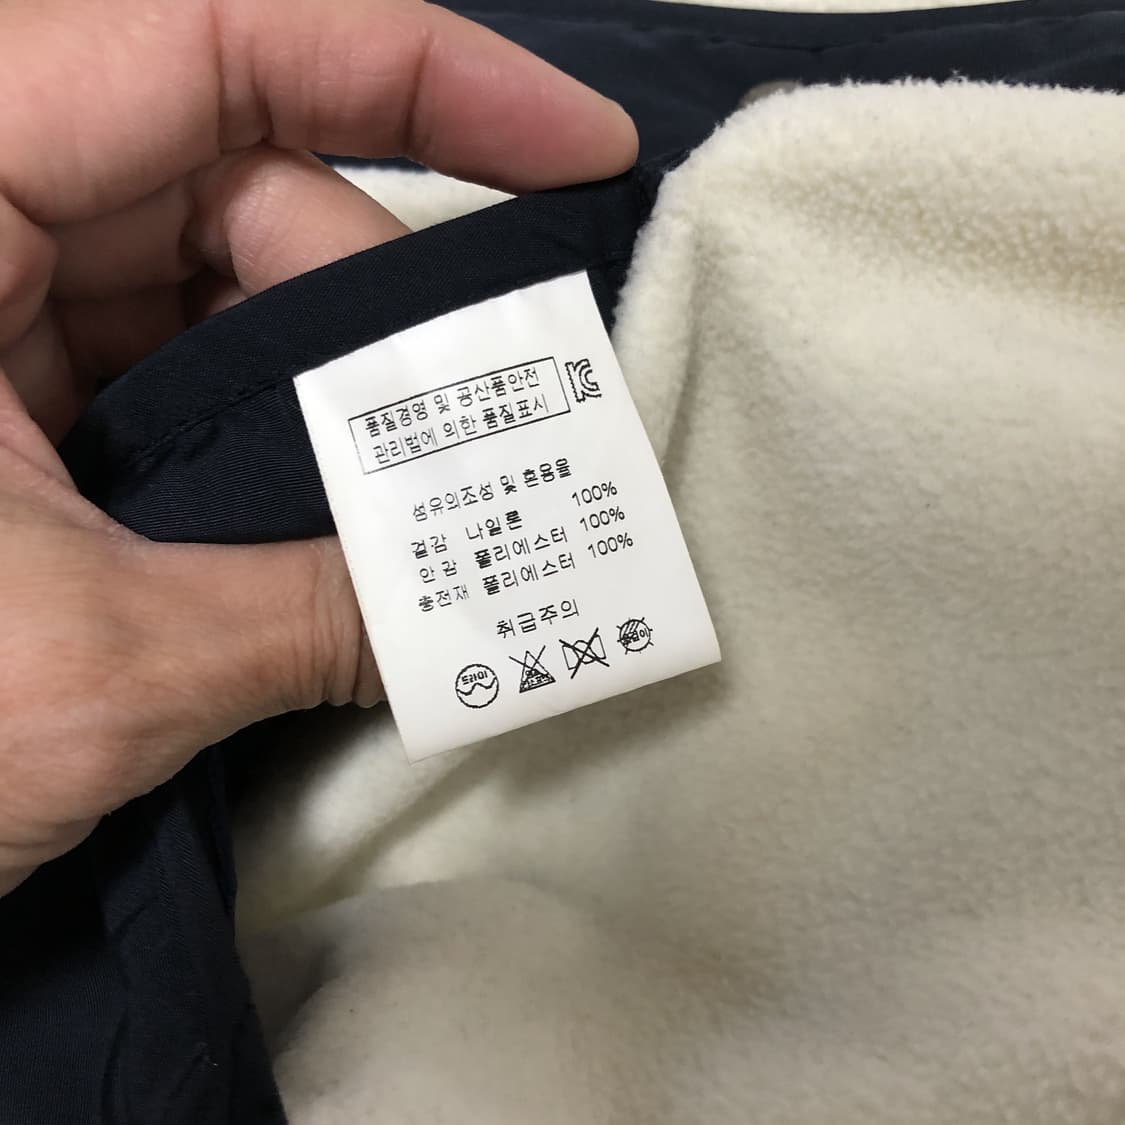 품질경영 및 공산품안전
관리법에 의한 품질표시
섬유의조성 및 혼용율
겉감 나일론 100%
안감 폴리에스터 100%
충전재 폴리에스터 100%
취급주의
드라이